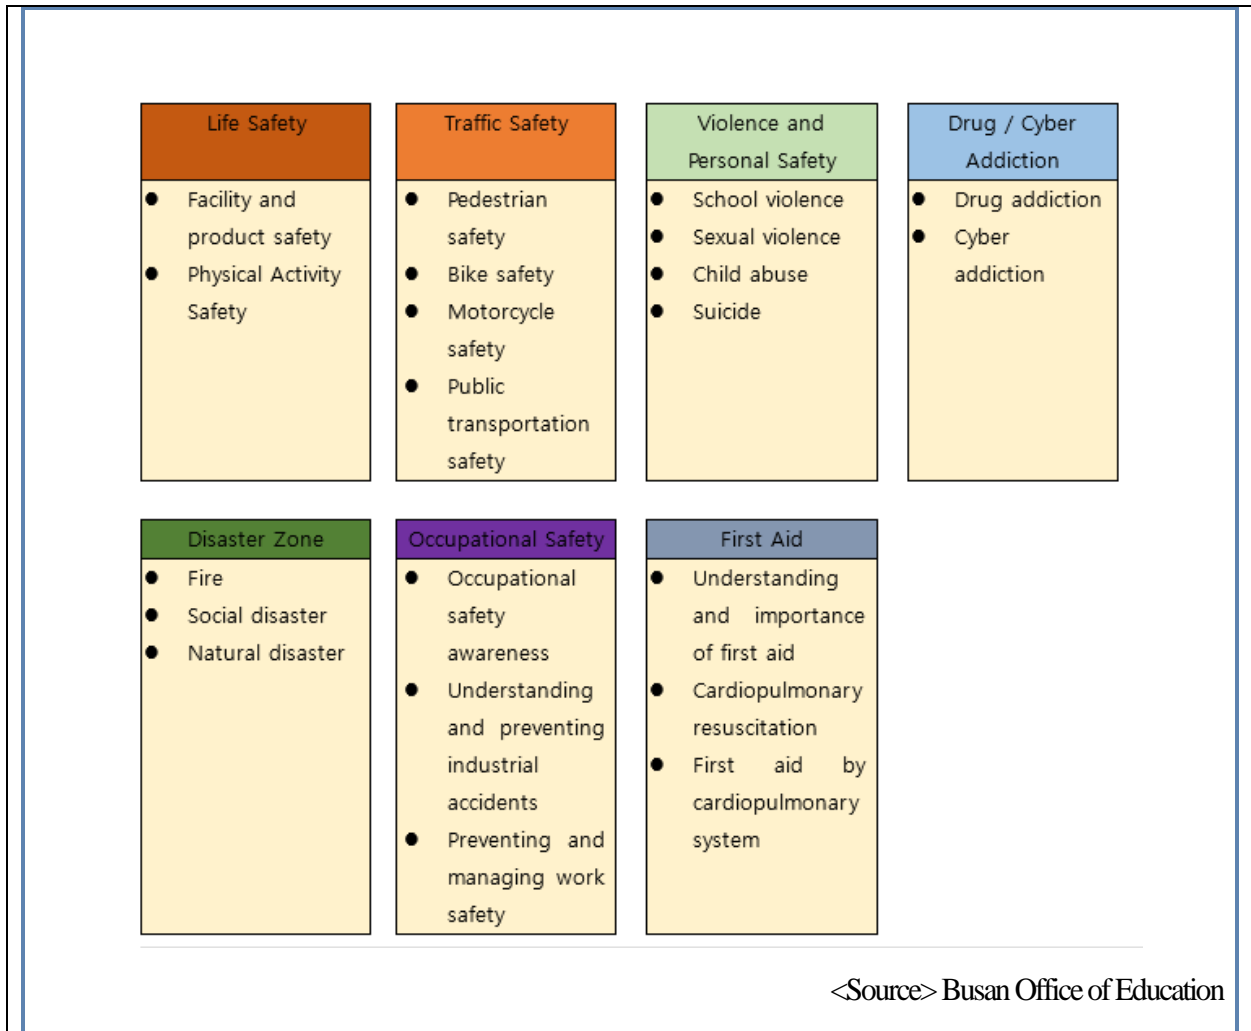 Life Safety
● Facility and
product safety
● Physical Activity
Safety
Traffic Safety
● Pedestrian
safety
● Bike safety
● Motorcycle
safety
● Public
transportation
safety
Violence and
Personal Safety
● School violence
● Sexual violence
● Child abuse
● Suicide
Drug / Cyber
Addiction
● Drug addiction
● Cyber
addiction
Disaster Zone
● Fire
● Social disaster
● Natural disaster
Occupational Safety
● Occupational
safety
awareness
● Understanding
and preventing
industrial
accidents
● Preventing and
managing work
safety
First Aid
● Understanding
and importance
of first aid
● Cardiopulmonary
resuscitation
● First aid by
cardiopulmonary
system
<Source> Busan Office of Education